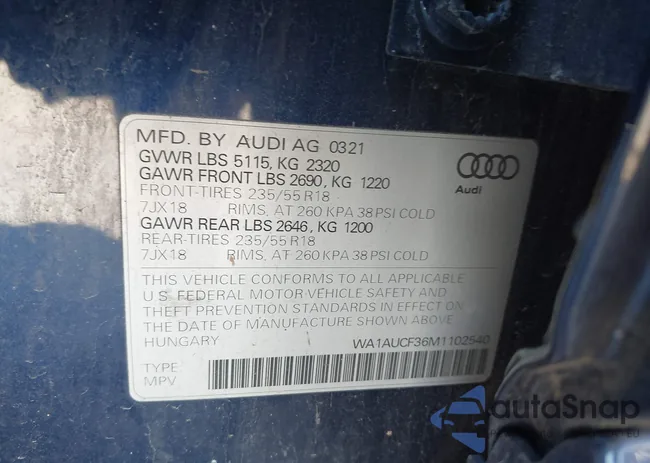 MFD. BY AUDI AG 0321
GVWR LBS 5115, KG 2320
GAWR FRONT LBS 2690, KG 1220
FRONT-TIRES 235/55 R18
7JX18 RIMS, AT 260 KPA 38 PSI COLD
GAWR REAR LBS 2646, KG 1200
REAR-TIRES 235/55 R18
7JX18 RIMS, AT 260 KPA 38 PSI COLD
Audi
THIS VEHICLE CONFORMS TO ALL APPLICABLE
U.S. FEDERAL MOTOR VEHICLE SAFETY AND
THEFT PREVENTION STANDARDS IN EFFECT ON
THE DATE OF MANUFACTURE SHOWN ABOVE
HUNGARY WA1AUCF36M1102540
TYPE:
MPV
autoSnap
EU